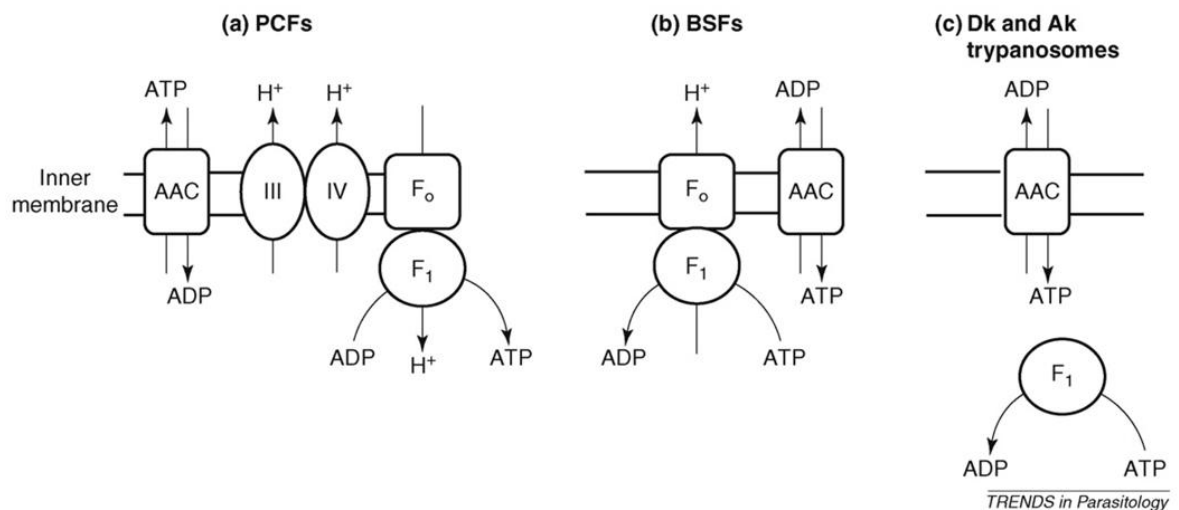 (a) PCFs
ATP
H+
H+
Inner
membrane
AAC
III
IV
Fo
F1
ADP
ADP
H+
ATP
(b) BSFs
H+
ADP
Fo
AAC
F1
ATP
ADP
ATP
(c) Dk and Ak
trypanosomes
ADP
AAC
ATP
F1
ADP
ATP
TRENDS in Parasitology